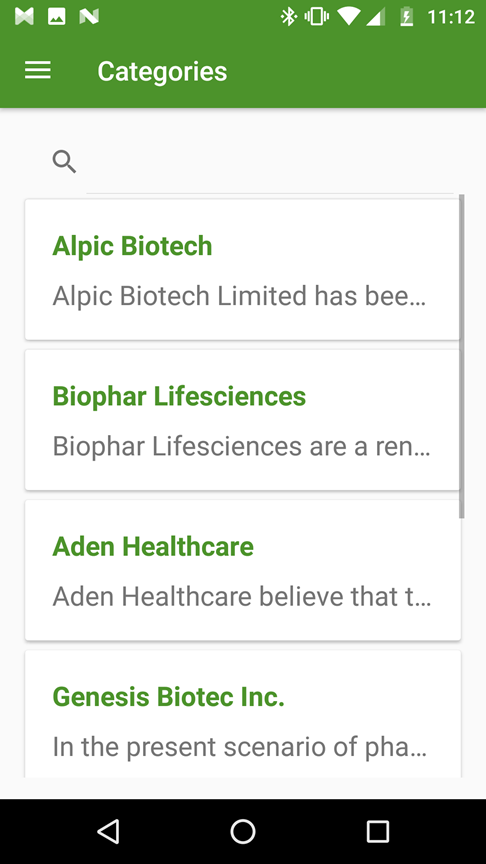 11:12
Categories
Alpic Biotech
Alpic Biotech Limited has bee…
Biophar Lifesciences
Biophar Lifesciences are a ren…
Aden Healthcare
Aden Healthcare believe that t…
Genesis Biotec Inc.
In the present scenario of pha…